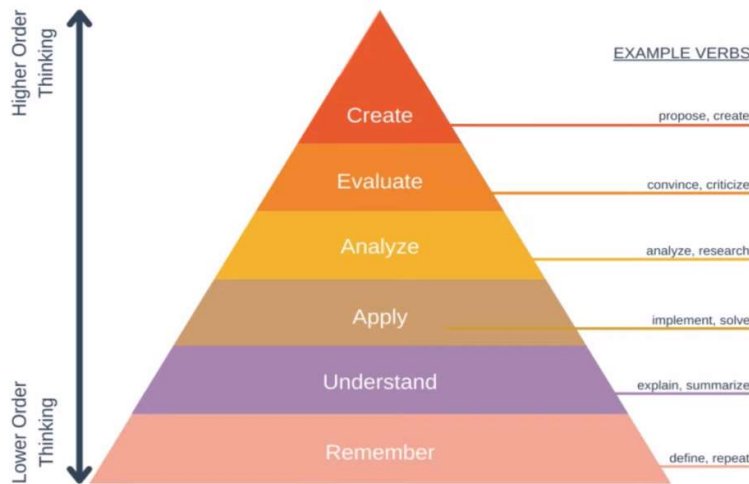 Higher Order
Thinking
EXAMPLE VERBS
Create
propose, create
Evaluate
convince, criticize
Analyze
analyze, research
Apply
implement, solve
Understand
explain, summarize
Lower Order
Thinking
Remember
define, repeat